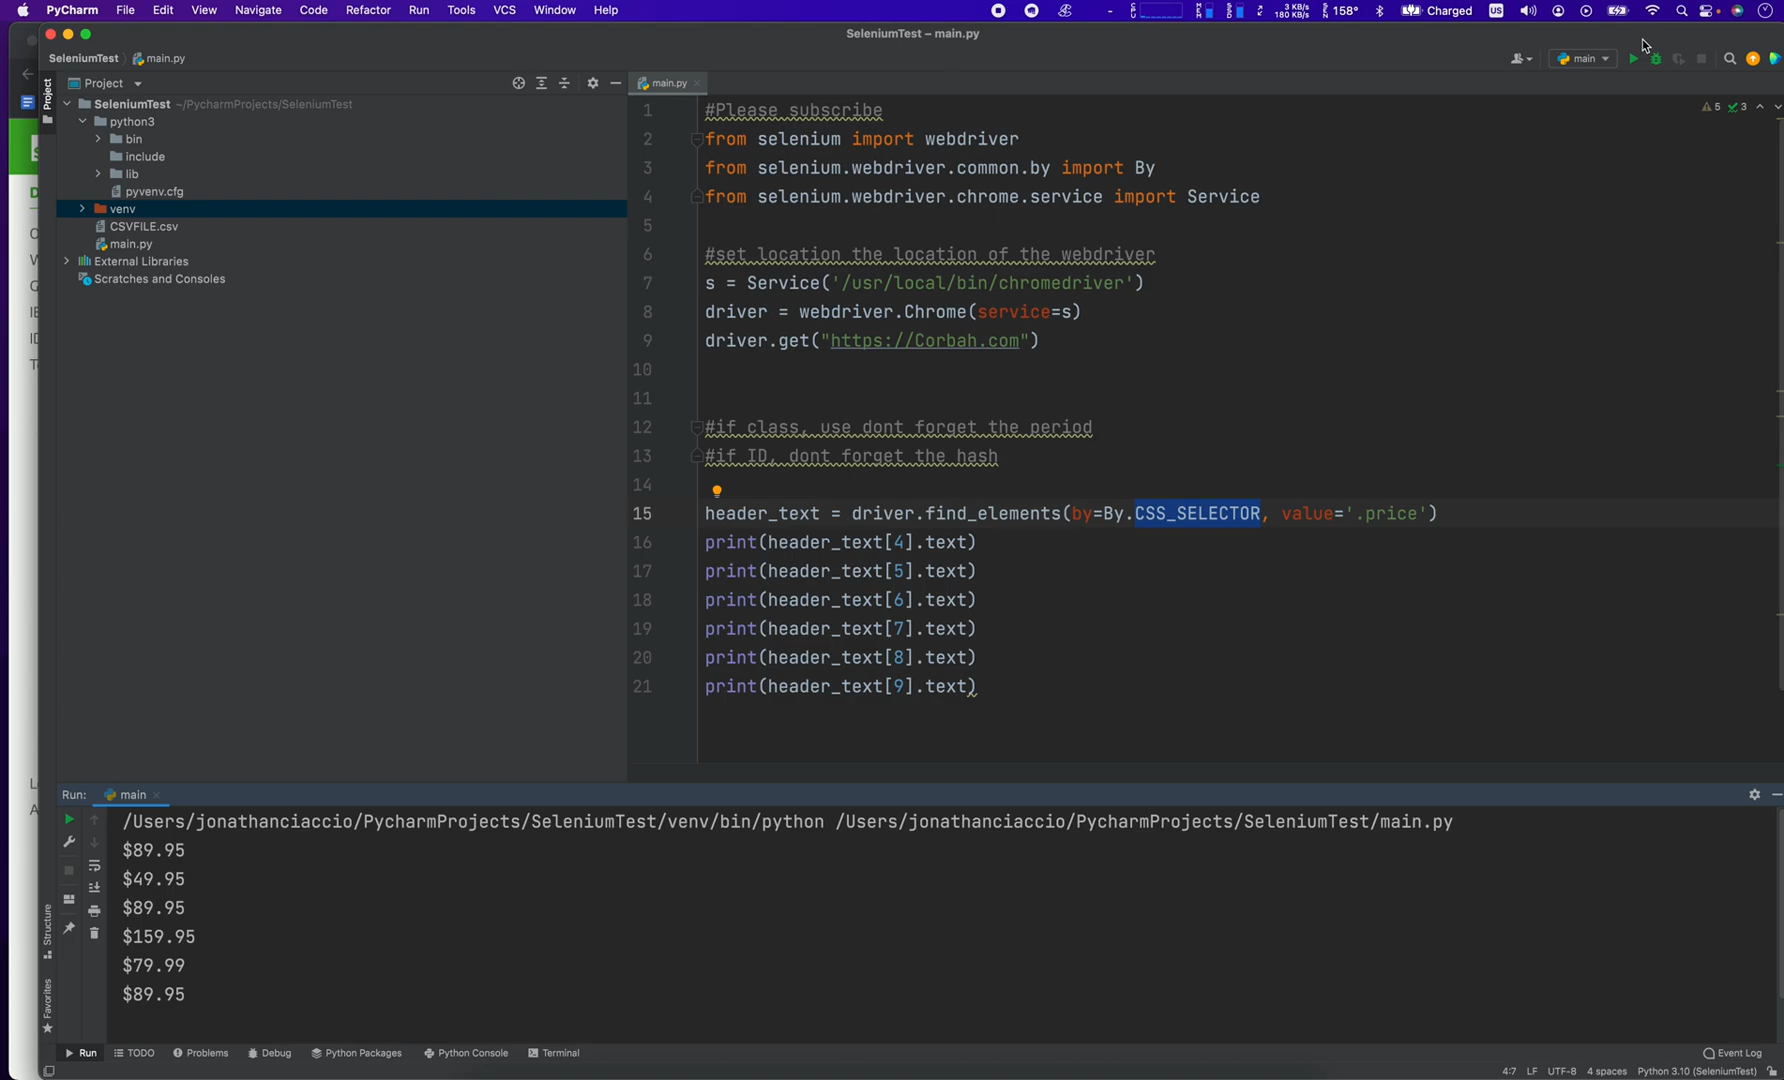 PyCharm File Edit View Navigate Code Refactor Run Tools VCS Window Help 3 KB/s 180 KB/s 158° Charged US
SeleniumTest – main.py
SeleniumTest main.py main
Project main.py
SeleniumTest ~/PycharmProjects/SeleniumTest
python3
bin
include
lib
pyvenv.cfg
venv
CSVFILE.csv
main.py
External Libraries
Scratches and Consoles
Project
5 3
1 #Please subscribe
2 from selenium import webdriver
3 from selenium.webdriver.common.by import By
4 from selenium.webdriver.chrome.service import Service
5
6 #set location the location of the webdriver
7 s = Service('/usr/local/bin/chromedriver')
8 driver = webdriver.Chrome(service=s)
9 driver.get("https://Corbah.com")
10
11
12 #if class, use dont forget the period
13 #if ID, dont forget the hash
14
15 header_text = driver.find_elements(by=By.CSS_SELECTOR, value='.price')
16 print(header_text[4].text)
17 print(header_text[5].text)
18 print(header_text[6].text)
19 print(header_text[7].text)
20 print(header_text[8].text)
21 print(header_text[9].text)
Run: main
/Users/jonathanciaccio/PycharmProjects/SeleniumTest/venv/bin/python /Users/jonathanciaccio/PycharmProjects/SeleniumTest/main.py
$89.95
$49.95
$89.95
$159.95
$79.99
$89.95
Structure
Favorites
Run TODO Problems Debug Python Packages Python Console Terminal Event Log
4:7 LF UTF-8 4 spaces Python 3.10 (SeleniumTest)